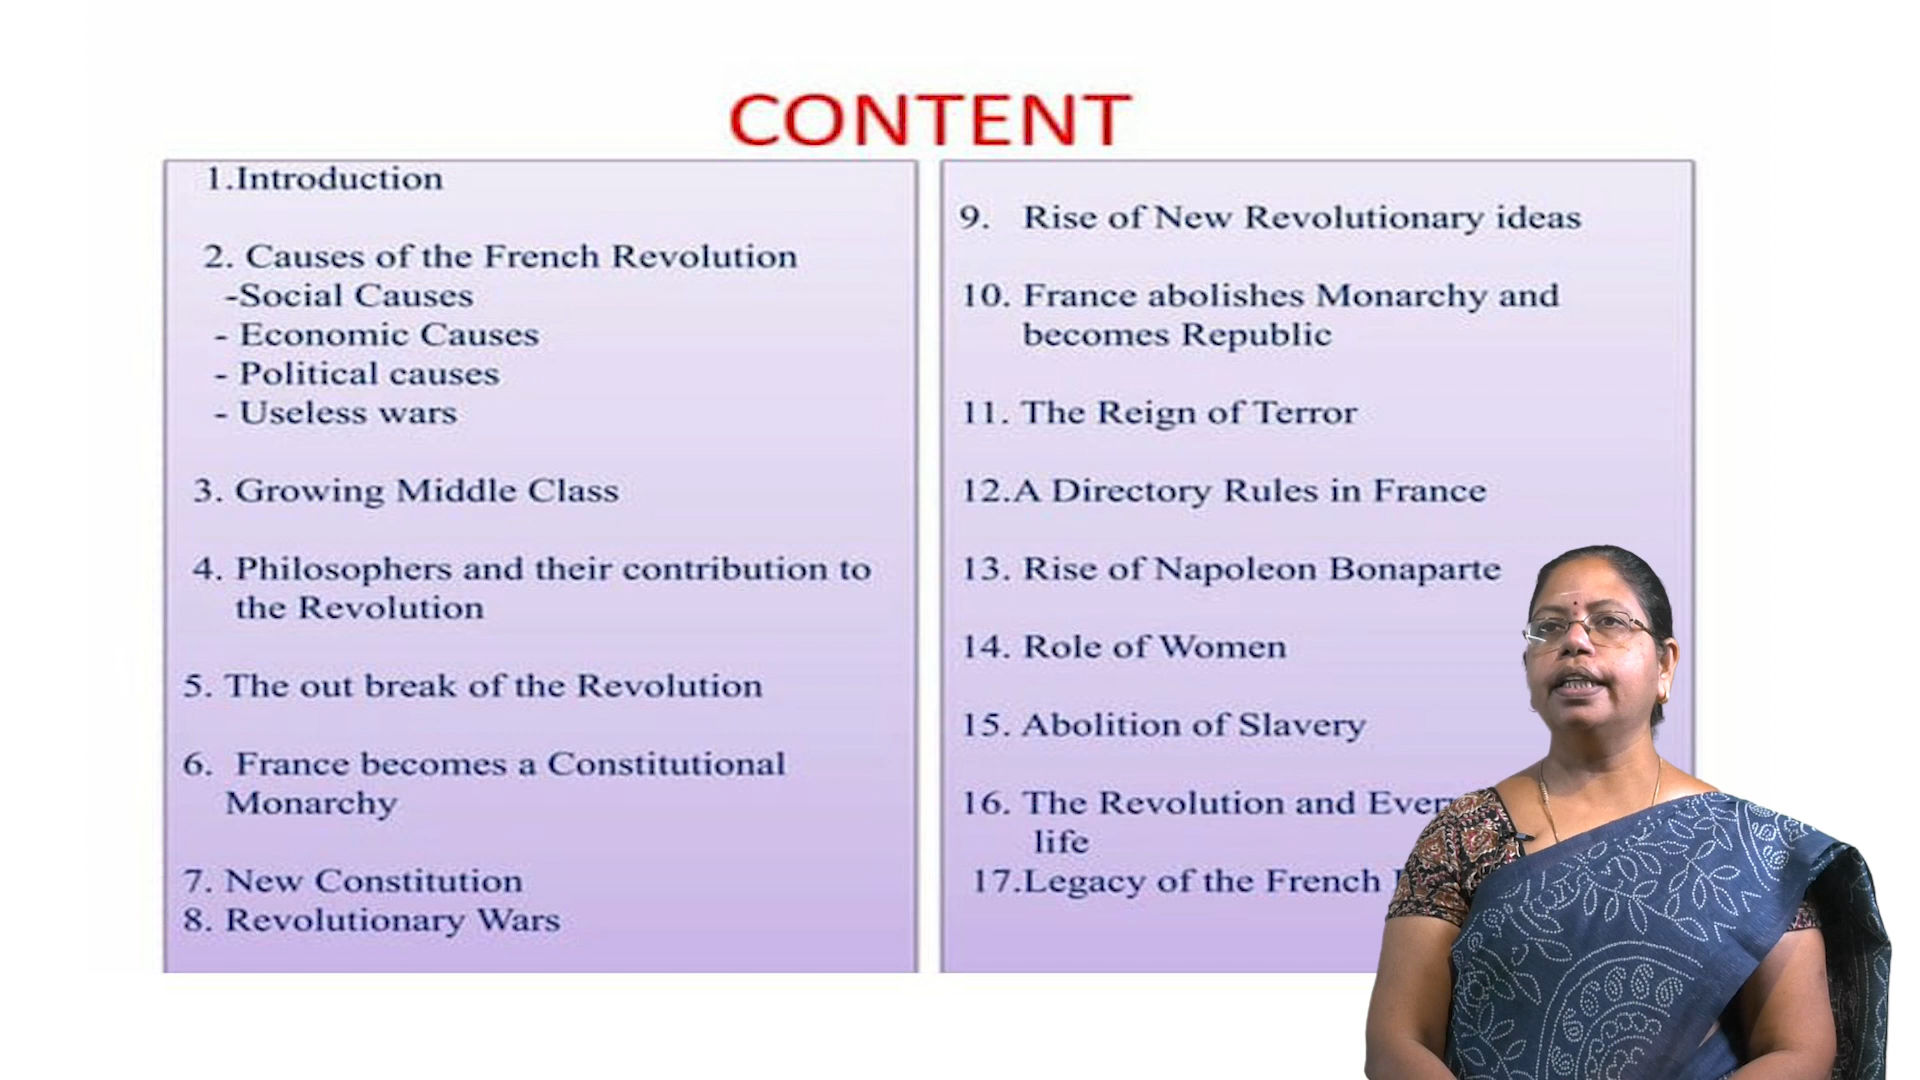 CONTENT
1.Introduction
2. Causes of the French Revolution
-Social Causes
- Economic Causes
- Political causes
- Useless wars
3. Growing Middle Class
4. Philosophers and their contribution to
the Revolution
5. The out break of the Revolution
6. France becomes a Constitutional
Monarchy
7. New Constitution
8. Revolutionary Wars
9. Rise of New Revolutionary ideas
10. France abolishes Monarchy and
becomes Republic
11. The Reign of Terror
12.A Directory Rules in France
13. Rise of Napoleon Bonaparte
14. Role of Women
15. Abolition of Slavery
16. The Revolution and
life
17.Legacy of the French